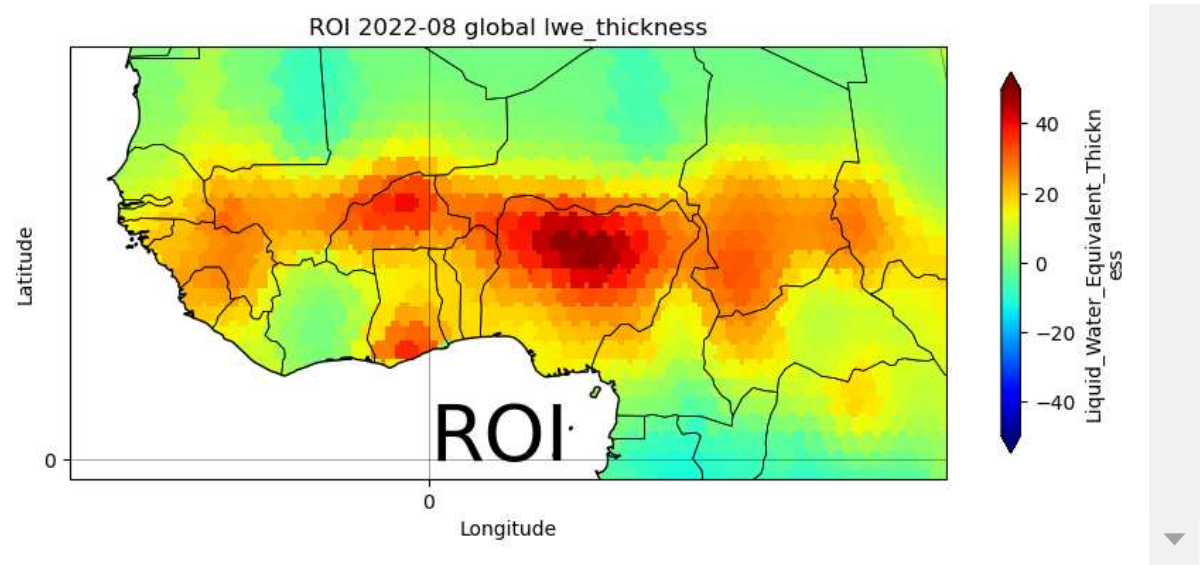 ROI 2022-08 global lwe_thickness
Latitude
0
ROI
0
Longitude
40
20
0
−20
−40
Liquid_Water_Equivalent_Thickn
ess